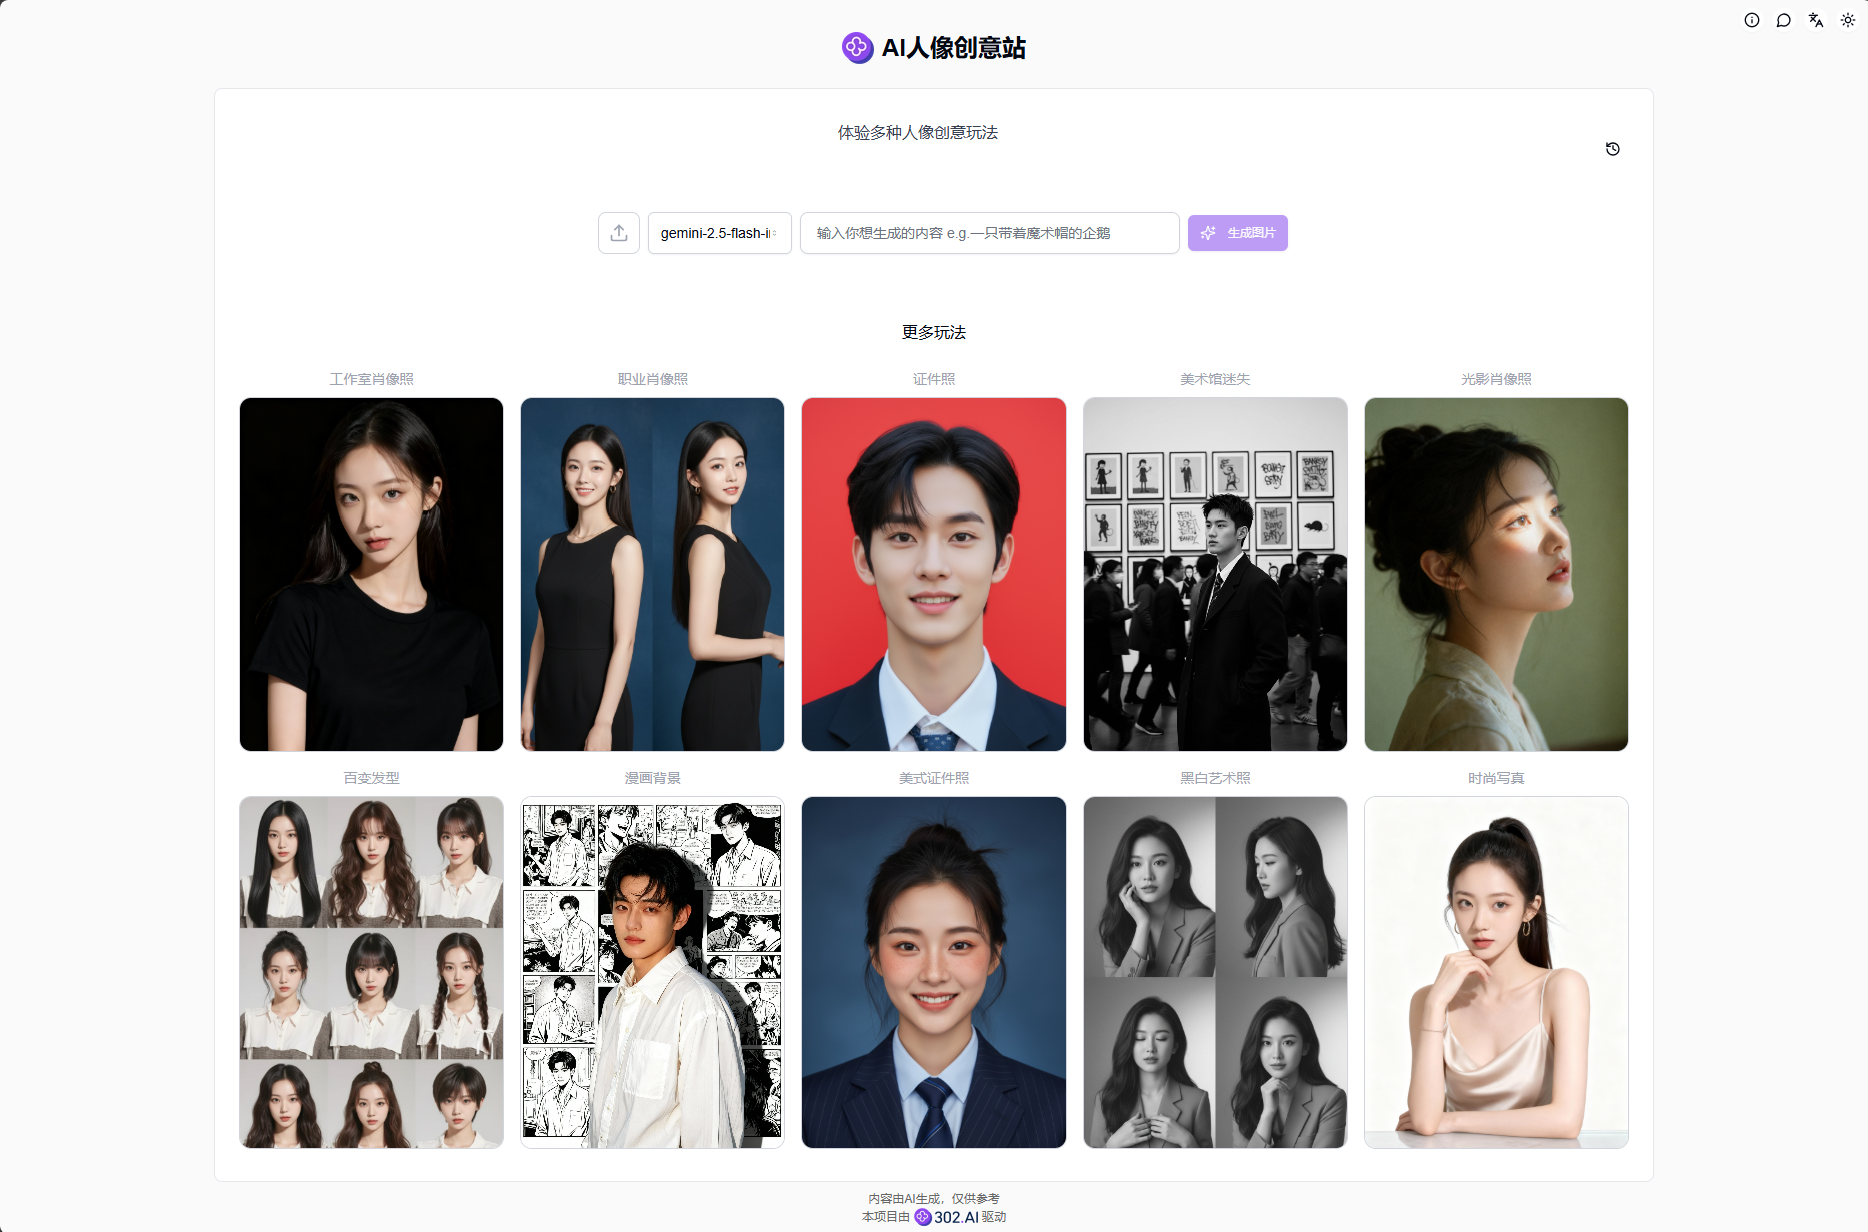 AI人像创意站
体验多种人像创意玩法
gemini-2.5-flash-i
输入你想生成的内容 e.g.一只带着魔术帽的企鹅
生成图片
更多玩法
工作室肖像照
职业肖像照
证件照
美术馆迷失
光影肖像照
百变发型
漫画背景
美式证件照
黑白艺术照
时尚写真
内容由AI生成，仅供参考
本项目由 302.AI 驱动